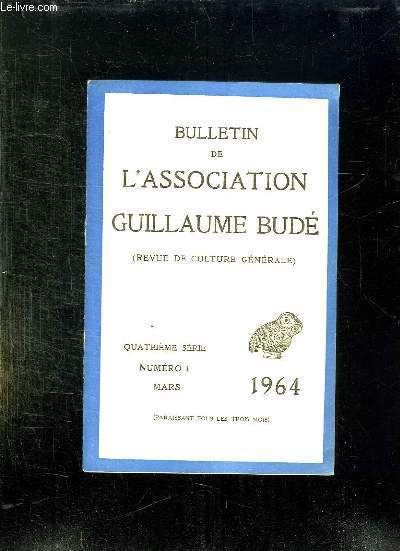 Le-livre.com
BULLETIN
DE
L'ASSOCIATION
GUILLAUME BUDÉ
(REVUE DE CULTURE GÉNÉRALE)
QUATRIÈME SÉRIE
NUMÉRO 1
MARS
1964
(PARAISSANT TOUS LES TROIS MOIS)